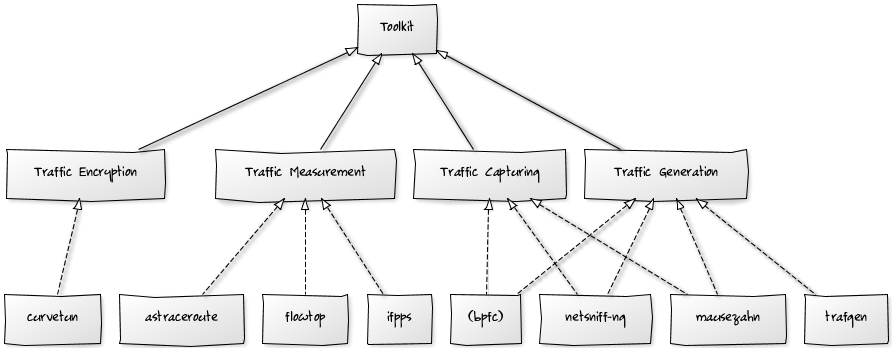 Toolkit
Traffic Encryption
Traffic Measurement
Traffic Capturing
Traffic Generation
curvetun
astraceroute
flowtop
ifpps
(bpfc)
netsniff-ng
mausezahn
trafgen